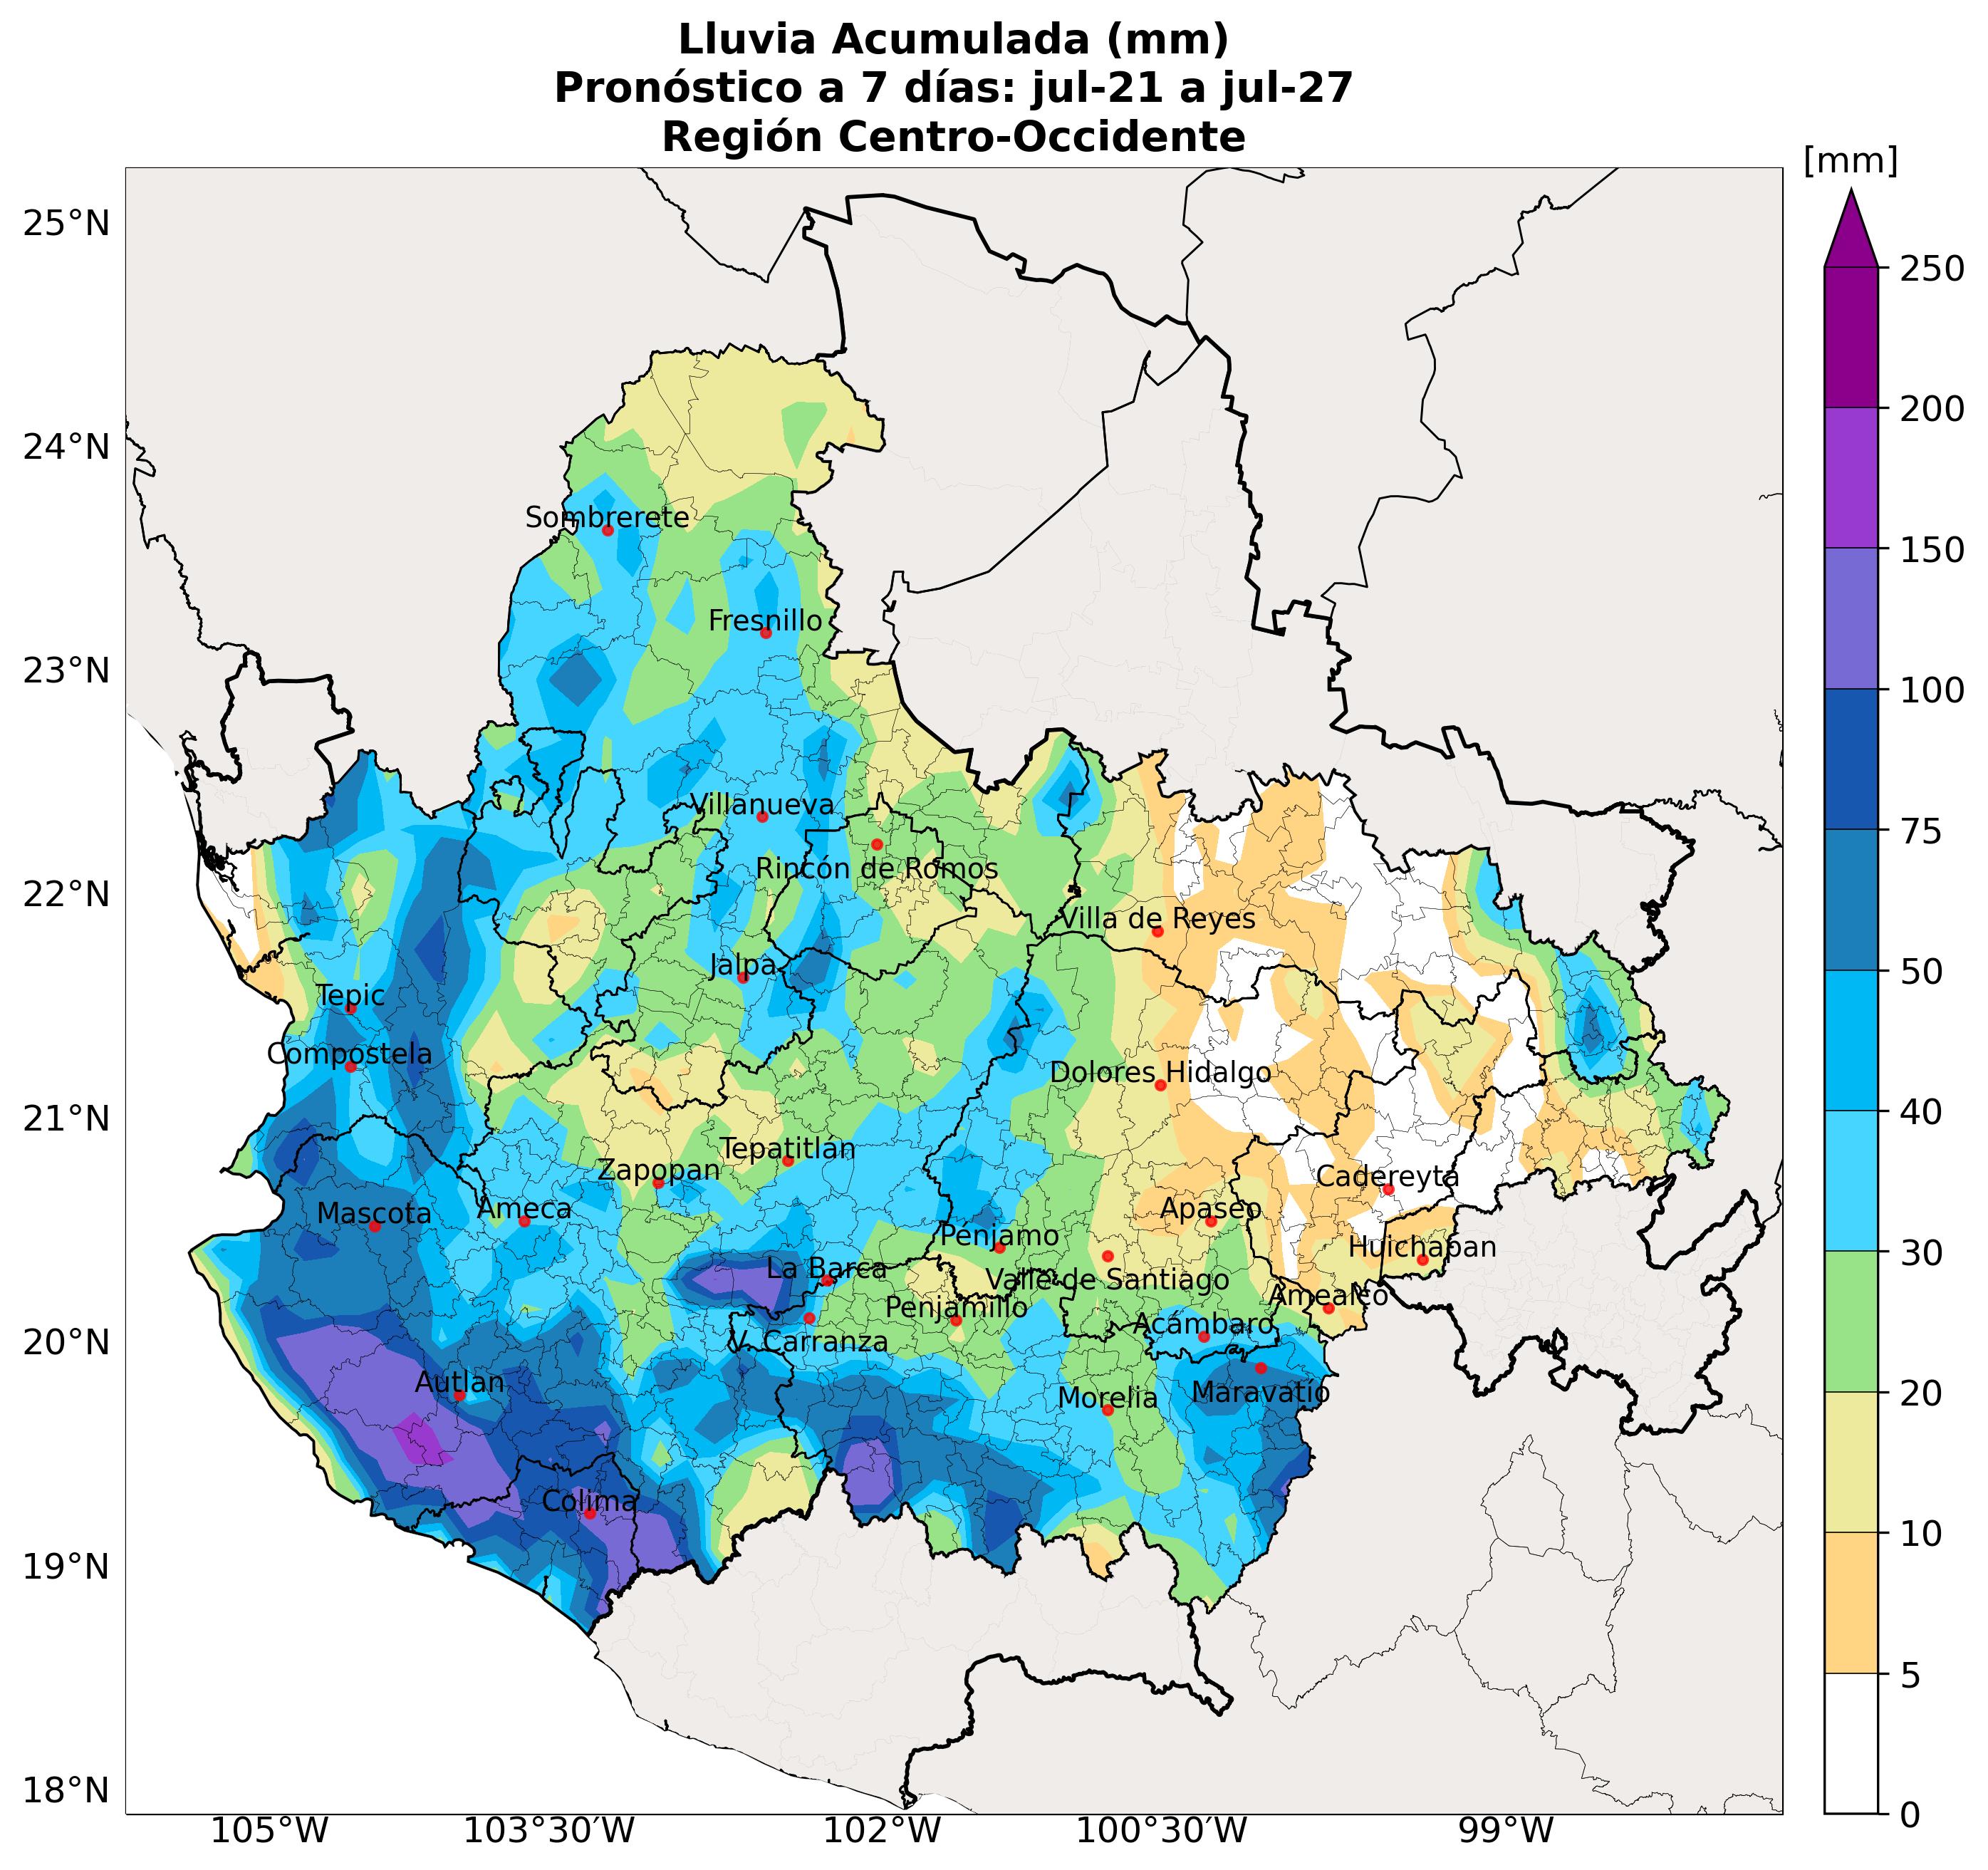 Lluvia Acumulada (mm)
Pronóstico a 7 días: jul-21 a jul-27
Región Centro-Occidente
[mm]
25°N
24°N
23°N
22°N
21°N
20°N
19°N
18°N
105°W
103°30'W
102°W
100°30'W
99°W
250
200
150
100
75
50
40
30
20
10
5
0
Sombrerete
Fresnillo
Villanueva
Rincón de Romos
Villa de Reyes
Jalpa
Tepic
Compostela
Dolores Hidalgo
Tepatitlán
Zapopan
Cadereyta
Mascota
Ameca
Apaseo
Penjamo
Huichapan
La Barca
Valle de Santiago
Amealco
Penjamillo
Acámbaro
V. Carranza
Autlan
Morelia
Maravatío
Colima